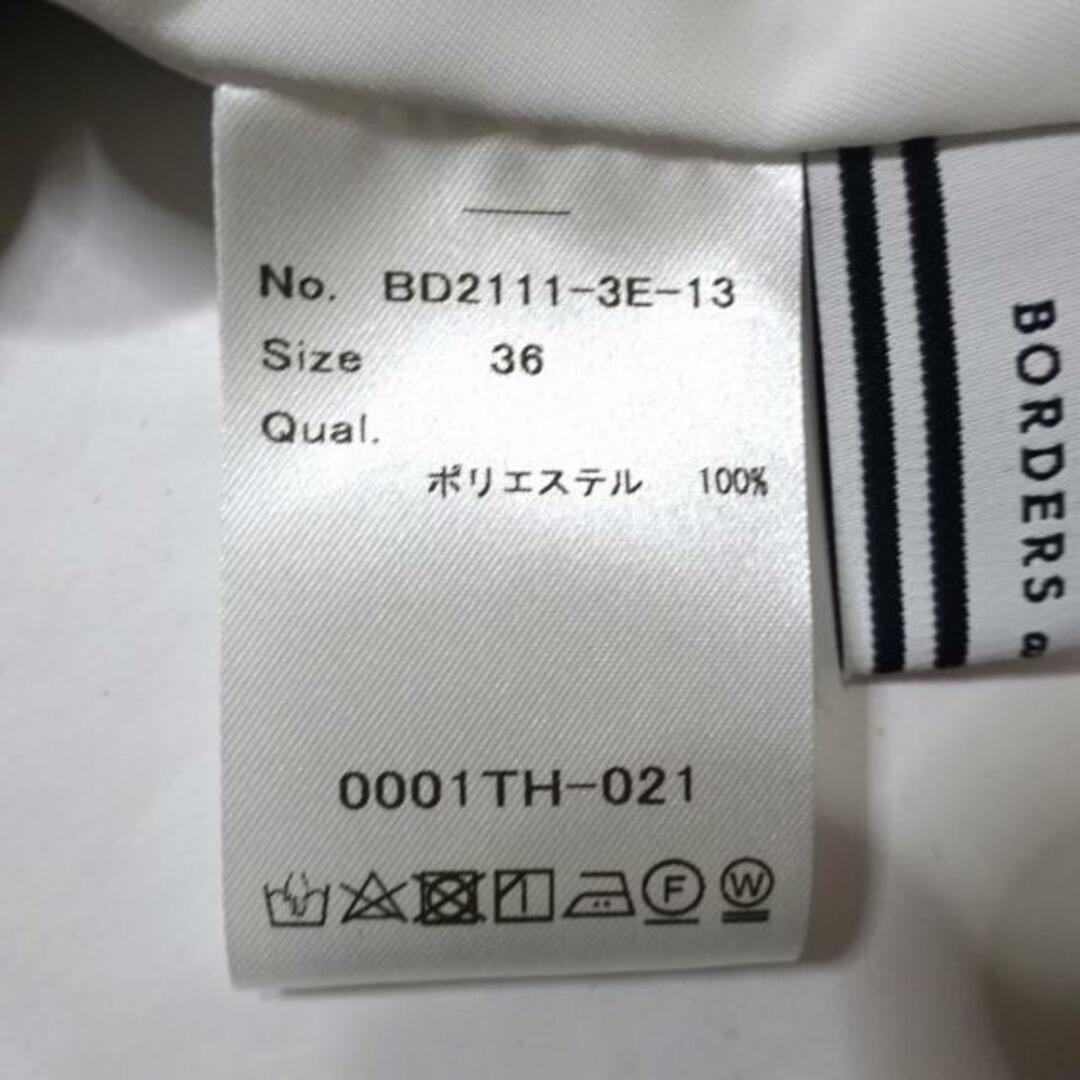 No. BD2111-3E-13
Size 36
Qual.
ポリエステル 100%
0001TH-021
F W
BORDERS a